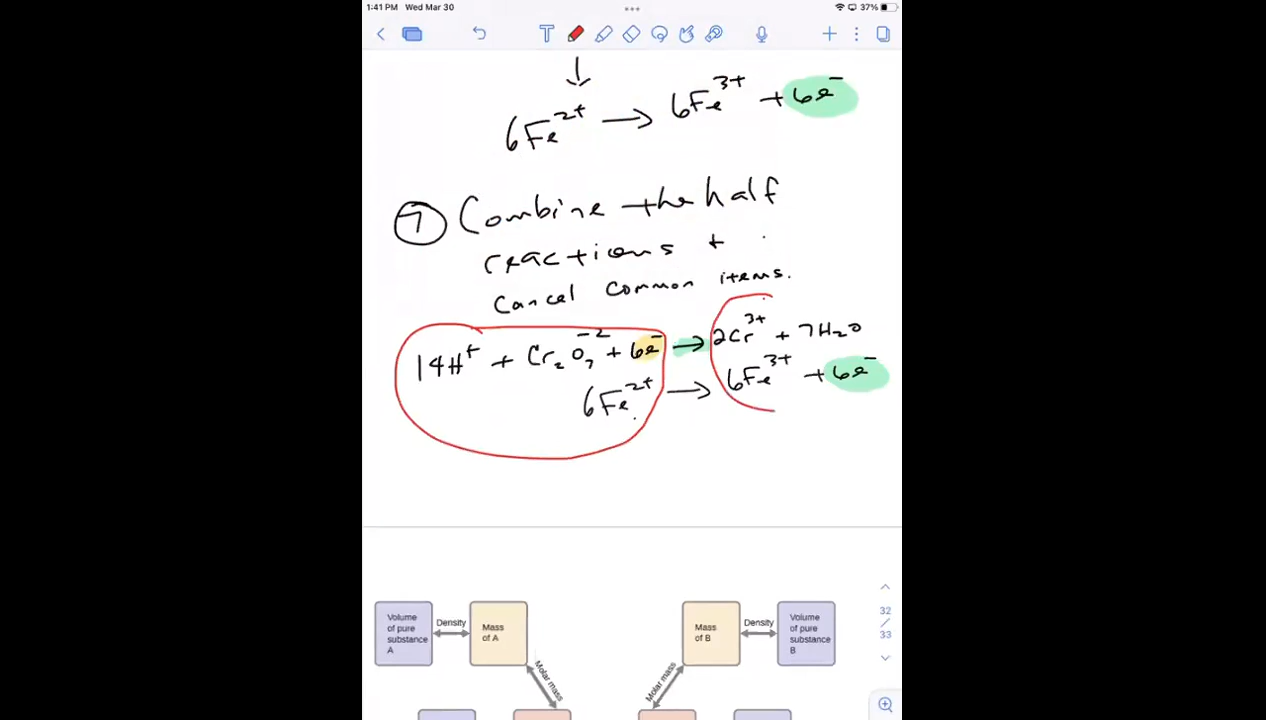 1:41 PM Wed Mar 30
37%
T
6Fe²⁺ → 6Fe³⁺ + 6e⁻
7 Combine the half
reactions +
cancel common items.
14H⁺ + Cr₂O₇⁻² + 6e⁻ → 2Cr³⁺ + 7H₂O
6Fe²⁺ → 6Fe³⁺ + 6e⁻
32
/
33
Volume
of pure
substance
A
Density
Mass
of A
Mass
of B
Density
Volume
of pure
substance
B
Molar mass
Molar mass